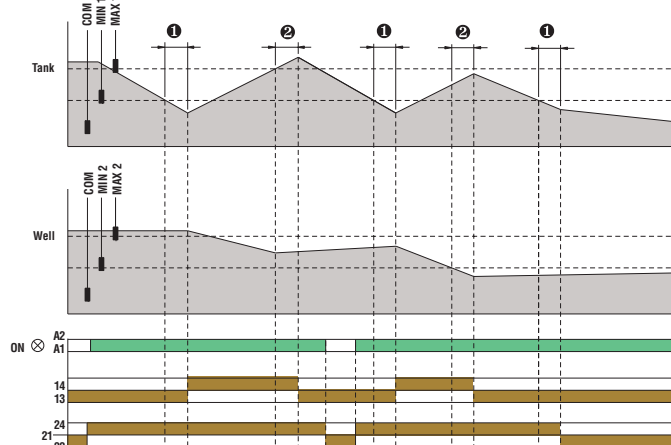 COM
MIN 1
MAX
❶
❷
❶
❷
❶
Tank
COM
MIN 2
MAX 2
Well
ON
A2
A1
14
13
24
21